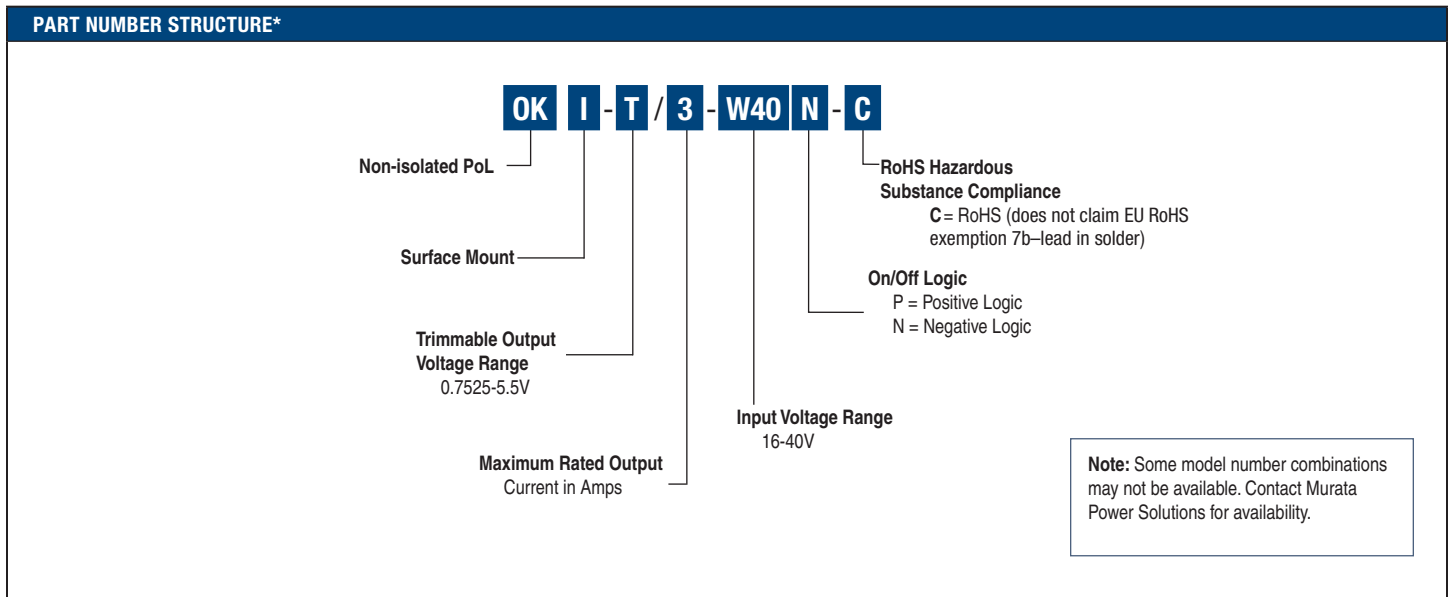 PART NUMBER STRUCTURE*
OK I - T / 3 - W40 N - C
Non-isolated PoL
RoHS Hazardous
Substance Compliance
C = RoHS (does not claim EU RoHS
exemption 7b–lead in solder)
Surface Mount
On/Off Logic
P = Positive Logic
N = Negative Logic
Trimmable Output
Voltage Range
0.7525-5.5V
Input Voltage Range
16-40V
Maximum Rated Output
Current in Amps
Note: Some model number combinations
may not be available. Contact Murata
Power Solutions for availability.